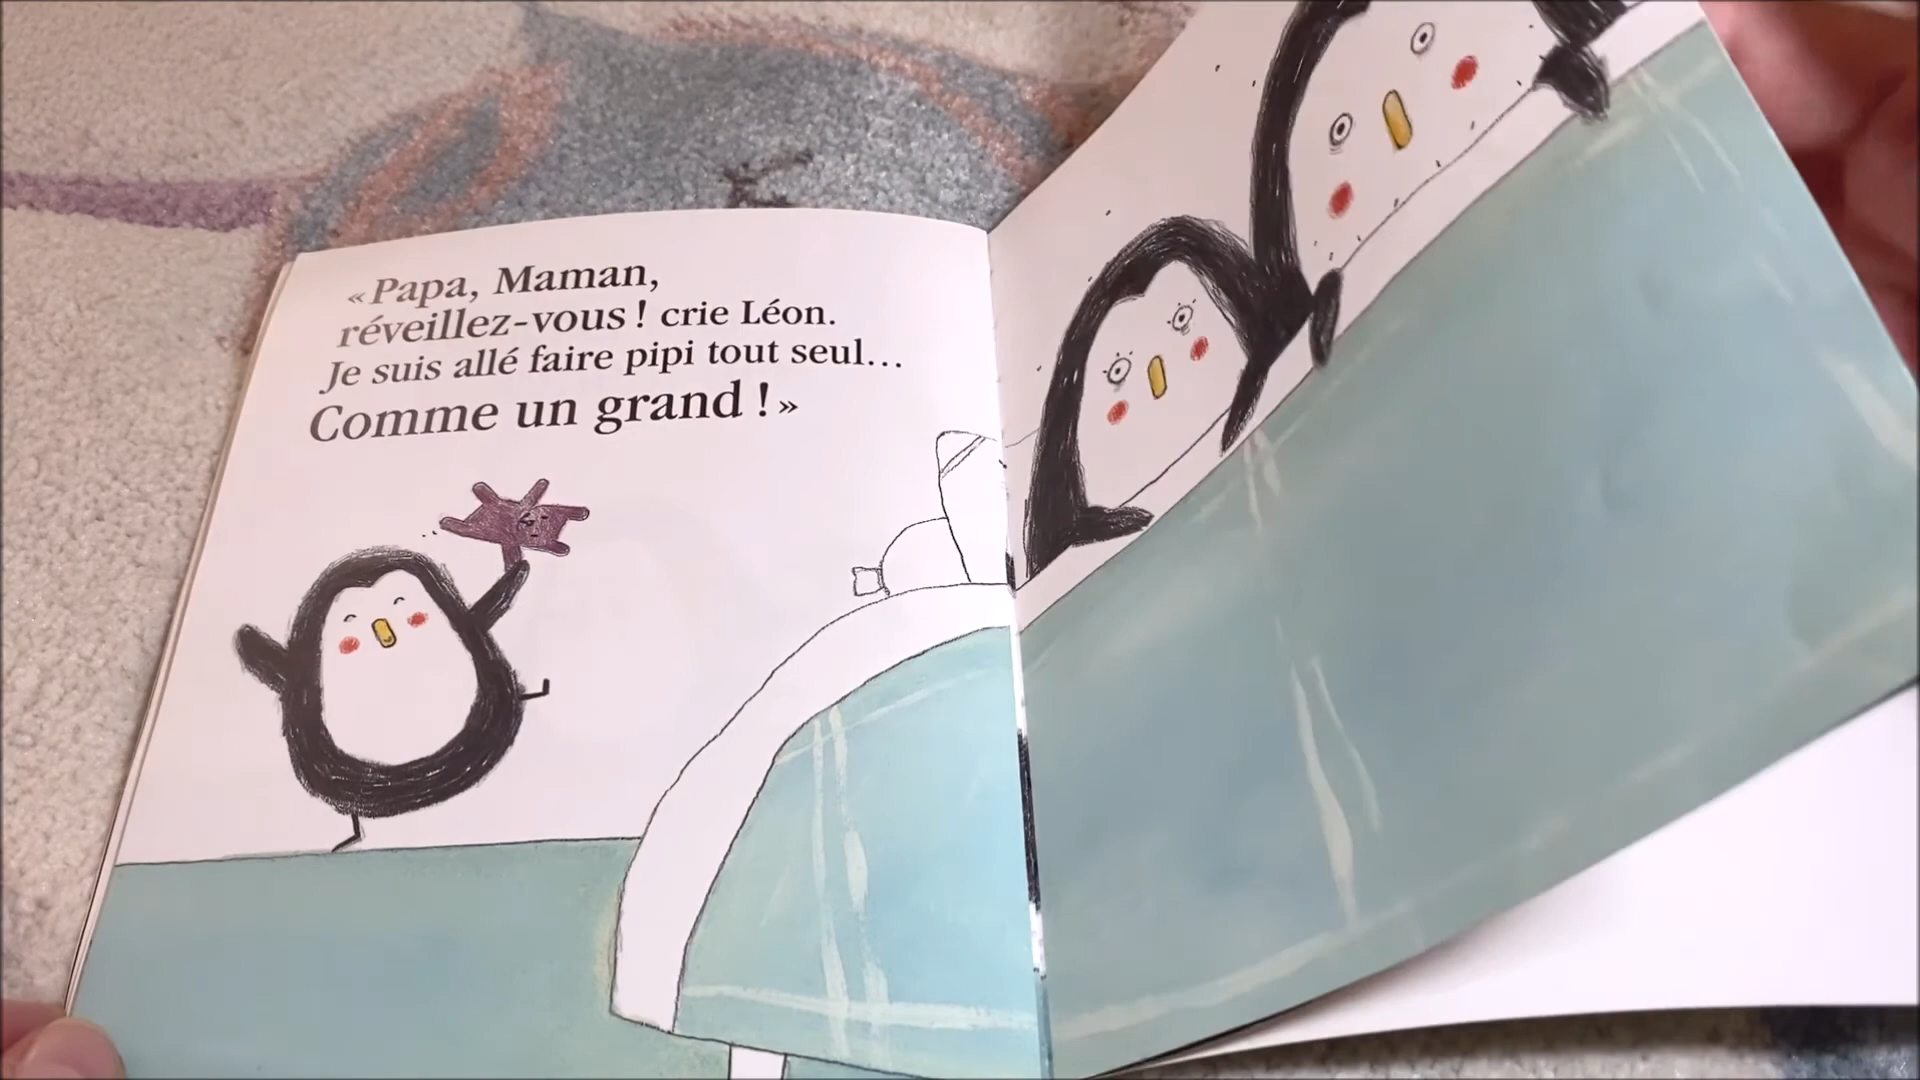 «Papa, Maman,
réveillez-vous ! crie Léon.
Je suis allé faire pipi tout seul...
Comme un grand !»